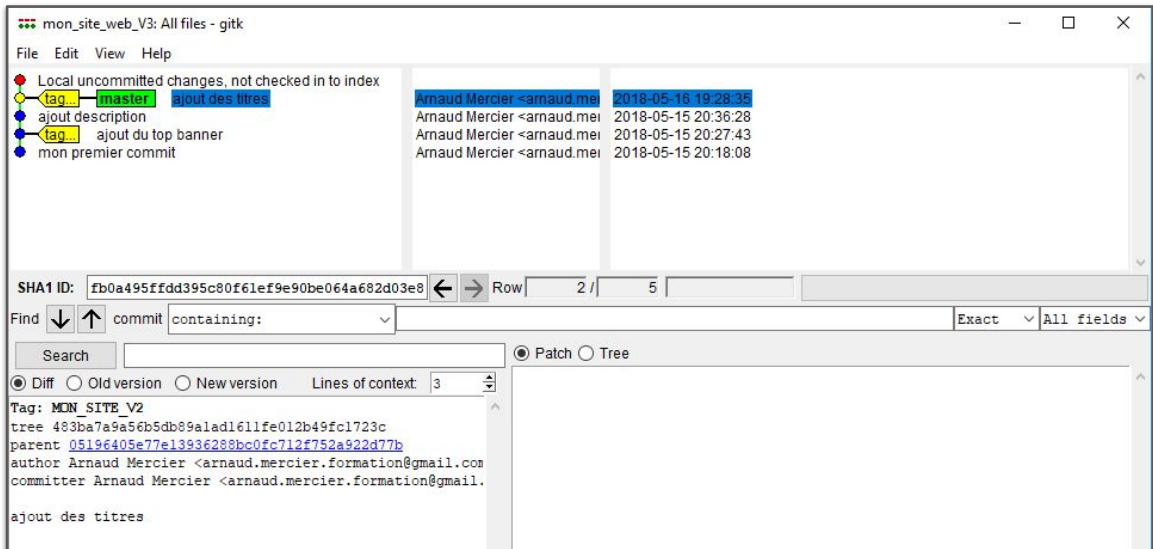 mon_site_web_V3: All files - gitk
File Edit View Help
Local uncommitted changes, not checked in to index
tag... master ajout des titres Arnaud Mercier <arnaud.mer 2018-05-16 19:28:35
ajout description Arnaud Mercier <arnaud.mer 2018-05-15 20:36:28
tag... ajout du top banner Arnaud Mercier <arnaud.mer 2018-05-15 20:27:43
mon premier commit Arnaud Mercier <arnaud.mer 2018-05-15 20:18:08
SHA1 ID: fb0a495ffdd395c80f61ef9e90be064a682d03e8 Row 2 / 5
Find commit containing: Exact All fields
Search Patch Tree
Diff Old version New version Lines of context: 3
Tag: MON_SITE_V2
tree 483ba7a9a56b5db89a1ad1611fe012b49fc1723c
parent 05196405e77e13936288bc0fc712f752a922d77b
author Arnaud Mercier <arnaud.mercier.formation@gmail.com
committer Arnaud Mercier <arnaud.mercier.formation@gmail.
ajout des titres